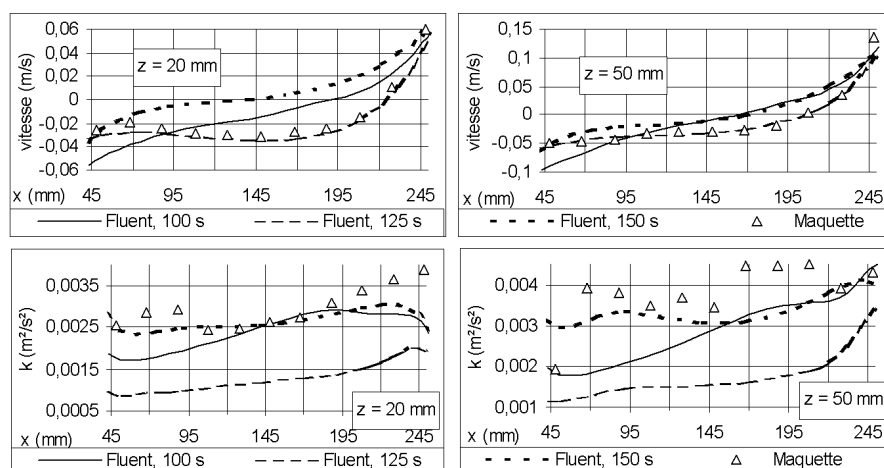 0,06
0,04
0,02
0
-0,02
-0,04
-0,06
vitesse (m/s)
z = 20 mm
45 95 145 195 245
x (mm)
0,15
0,1
0,05
0
-0,05
-0,1
vitesse (m/s)
z = 50 mm
45 95 145 195 245
x (mm)
Fluent, 100 s Fluent, 125 s Fluent, 150 s Maquette
0,0035
0,0025
0,0015
0,0005
k (m²/s²)
z = 20 mm
45 95 145 195 245
x (mm)
0,004
0,003
0,002
0,001
k (m²/s²)
z = 50 mm
45 95 145 195 245
x (mm)
Fluent, 100 s Fluent, 125 s Fluent, 150 s Maquette